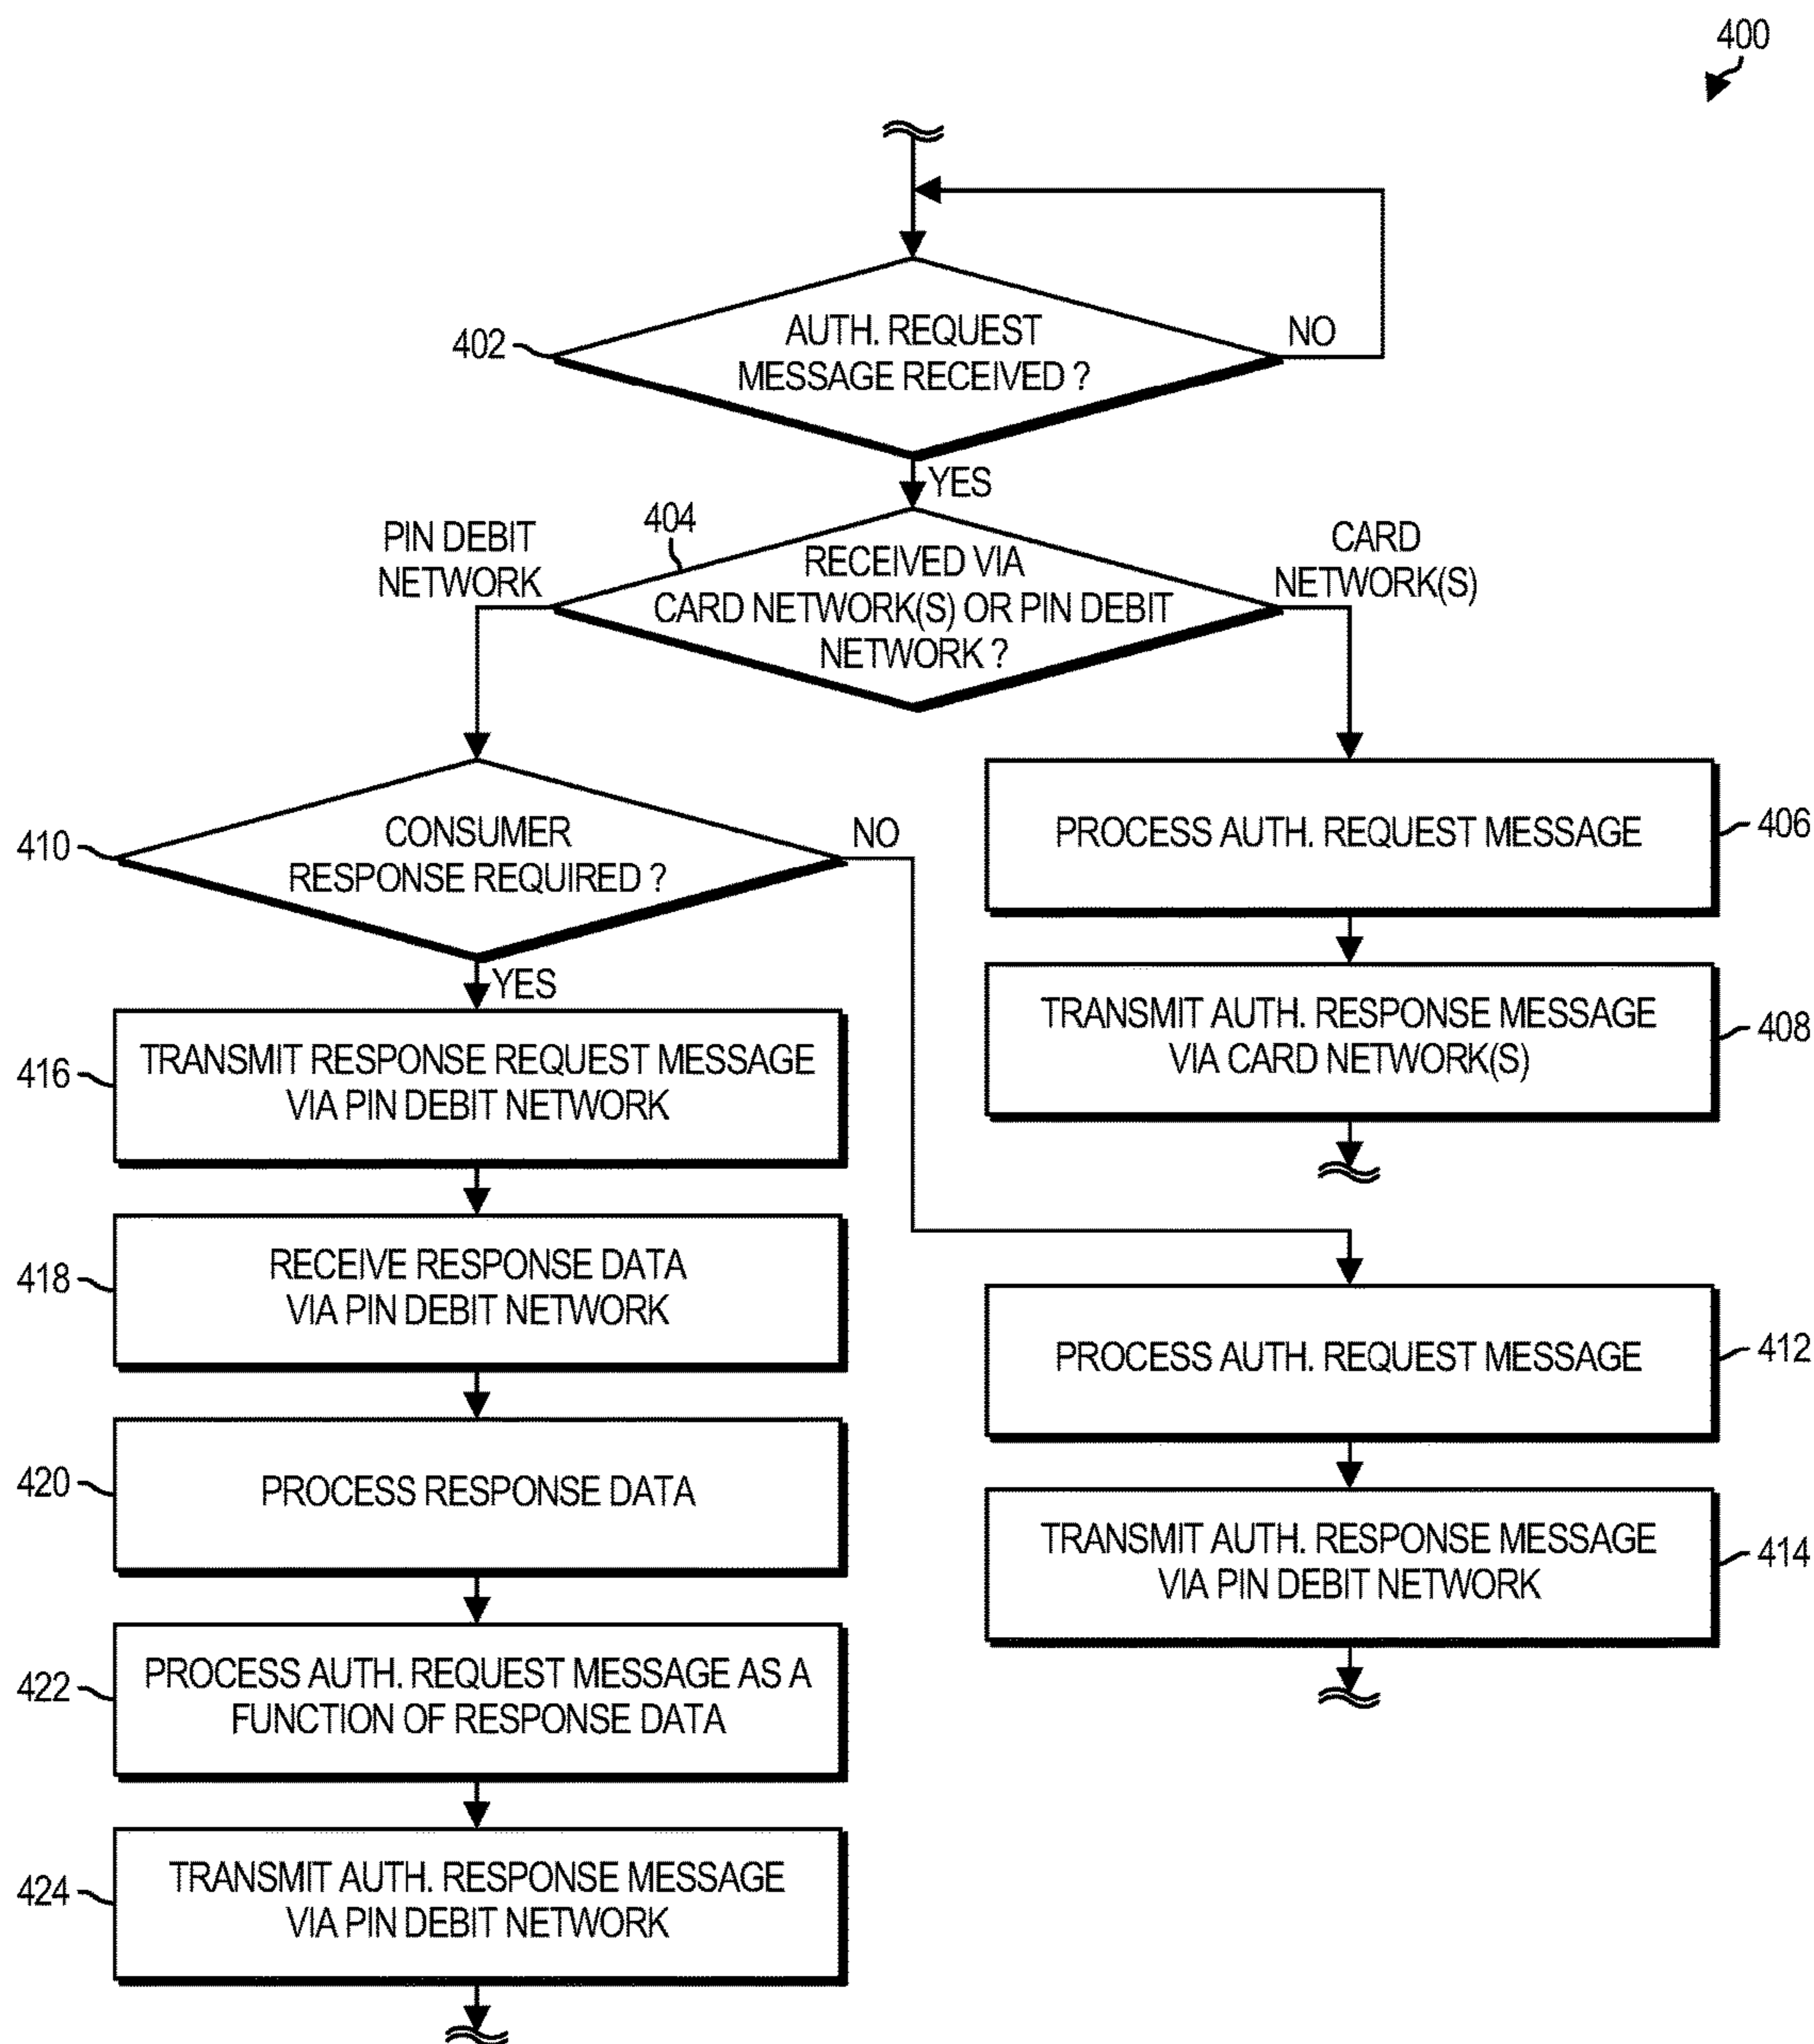 400
402
AUTH. REQUEST
MESSAGE RECEIVED ?
NO
YES
404
PIN DEBIT
NETWORK
RECEIVED VIA
CARD NETWORK(S) OR PIN DEBIT
NETWORK ?
CARD
NETWORK(S)
410
CONSUMER
RESPONSE REQUIRED ?
NO
YES
PROCESS AUTH. REQUEST MESSAGE
406
TRANSMIT AUTH. RESPONSE MESSAGE
VIA CARD NETWORK(S)
408
416
TRANSMIT RESPONSE REQUEST MESSAGE
VIA PIN DEBIT NETWORK
418
RECEIVE RESPONSE DATA
VIA PIN DEBIT NETWORK
PROCESS AUTH. REQUEST MESSAGE
412
420
PROCESS RESPONSE DATA
TRANSMIT AUTH. RESPONSE MESSAGE
VIA PIN DEBIT NETWORK
414
422
PROCESS AUTH. REQUEST MESSAGE AS A
FUNCTION OF RESPONSE DATA
424
TRANSMIT AUTH. RESPONSE MESSAGE
VIA PIN DEBIT NETWORK